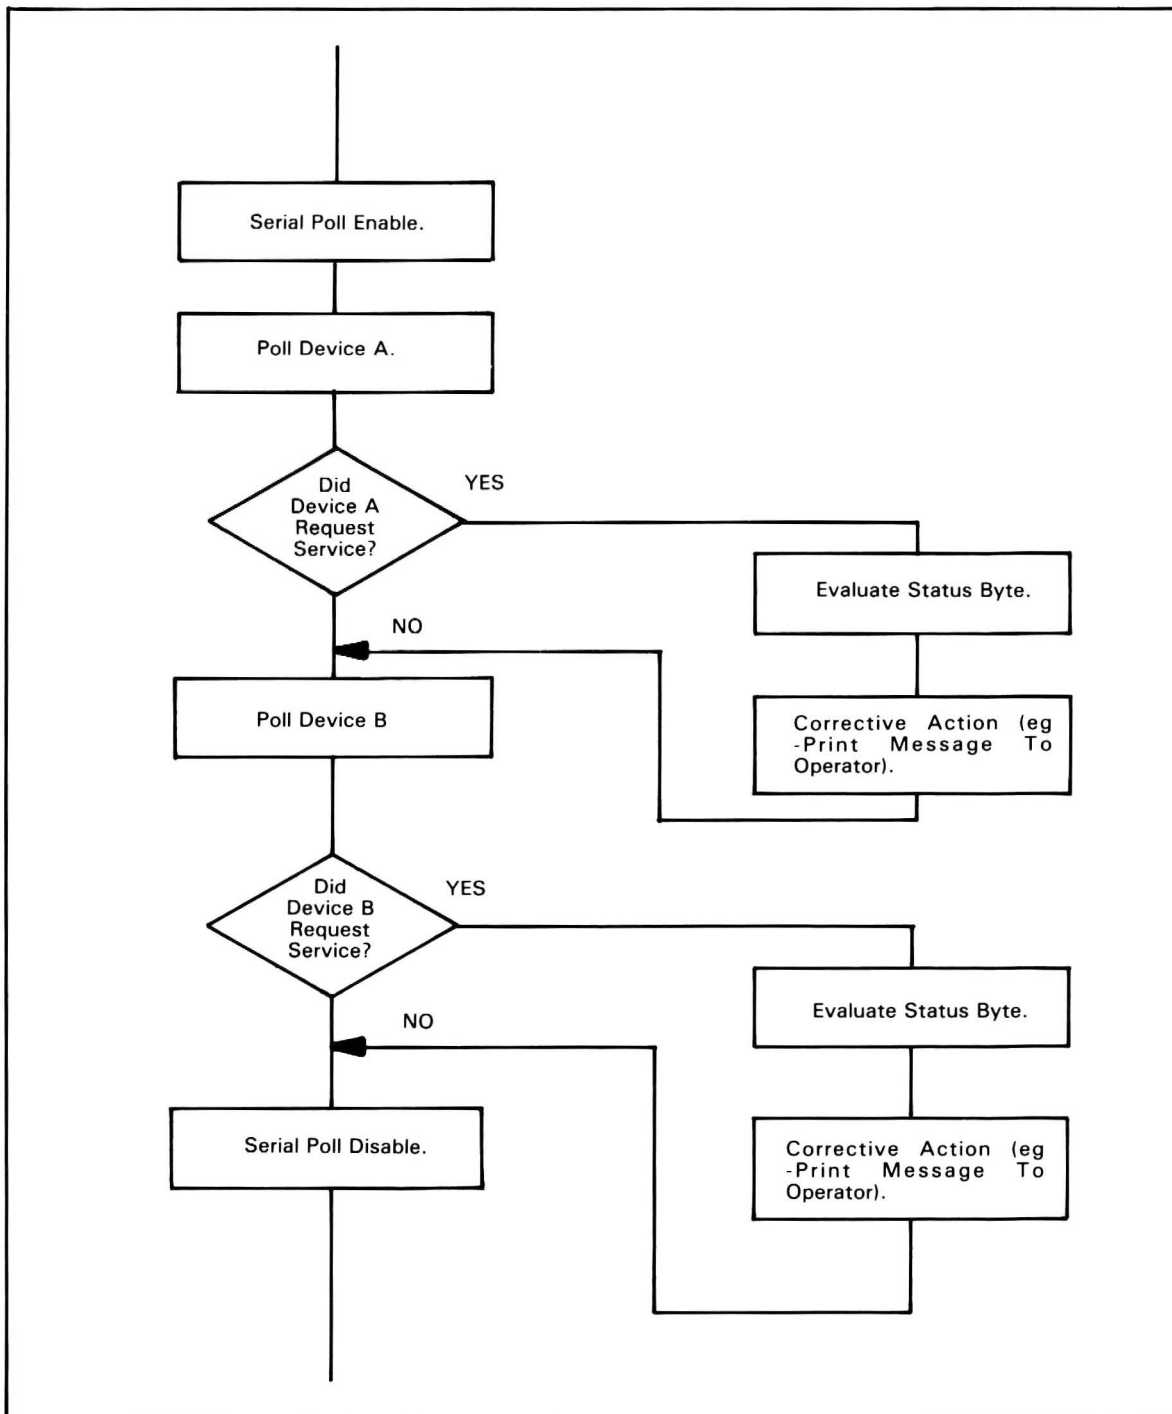 Serial Poll Enable.
Poll Device A.
Did
Device A
Request
Service?
YES
Evaluate Status Byte.
NO
Corrective Action (eg
-Print Message To
Operator).
Poll Device B
Did
Device B
Request
Service?
YES
Evaluate Status Byte.
NO
Corrective Action (eg
-Print Message To
Operator).
Serial Poll Disable.